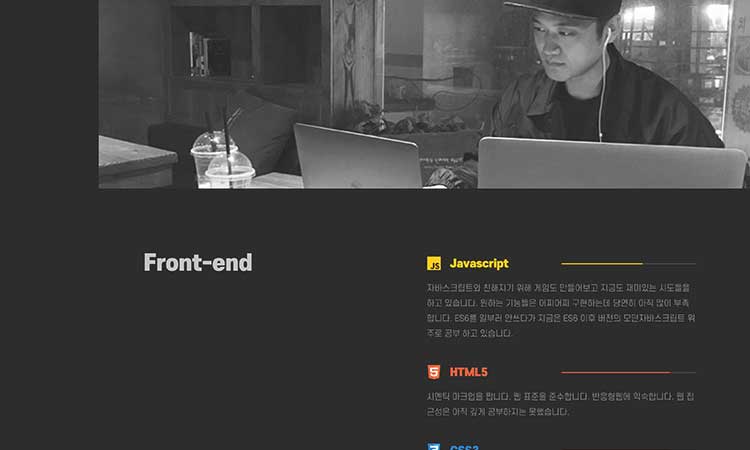 Front-end
JS
Javascript
자바스크립트와 친해지기 위해 게임도 만들어보고 지금도 재미있는 시도들을
하고 있습니다. 원하는 기능들은 어찌어찌 구현하는데 당연히 아직 많이 부족
합니다. ES6를 일부러 안쓰다가 지금은 ES6 이후 버전의 모던자바스크립트 위
주로 공부 하고 있습니다.
HTML5
시멘틱 마크업을 합니다. 웹 표준을 준수합니다. 반응형웹에 익숙합니다. 웹 접
근성은 아직 깊게 공부하지는 못했습니다.
CSS3